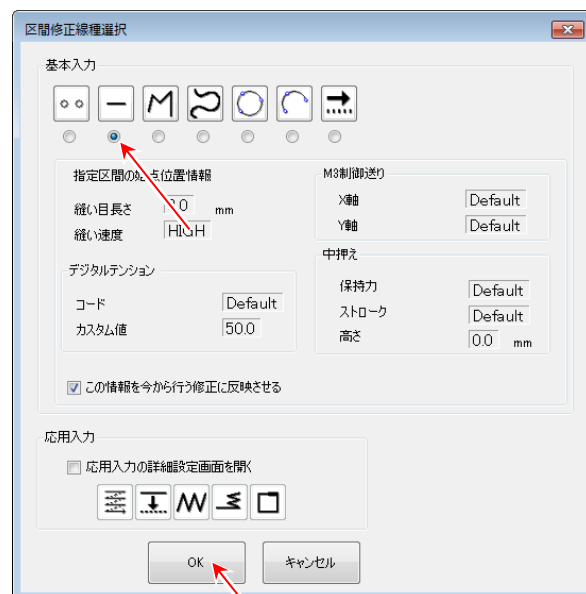 区間修正線種選択
基本入力
指定区間の始点位置情報
縫い目長さ mm
縫い速度 HIGH
デジタルテンション
コード Default
カスタム値 50.0
M3制御送り
X軸 Default
Y軸 Default
中押え
保持力 Default
ストローク Default
高さ 0.0 mm
この情報を今から行う修正に反映させる
応用入力
応用入力の詳細設定画面を開く
OK
キャンセル